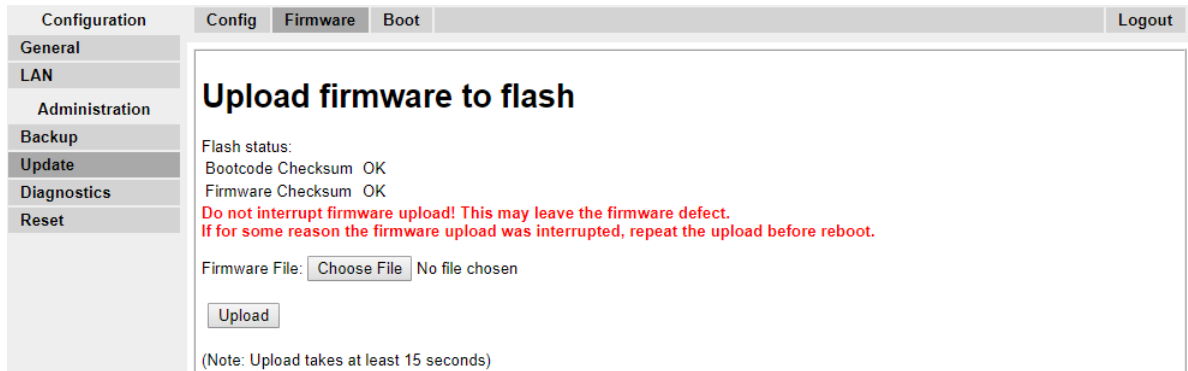 Configuration
General
LAN
Administration
Backup
Update
Diagnostics
Reset
Config Firmware Boot Logout
Upload firmware to flash
Flash status:
Bootcode Checksum OK
Firmware Checksum OK
Do not interrupt firmware upload! This may leave the firmware defect.
If for some reason the firmware upload was interrupted, repeat the upload before reboot.
Firmware File: Choose File No file chosen
Upload
(Note: Upload takes at least 15 seconds)